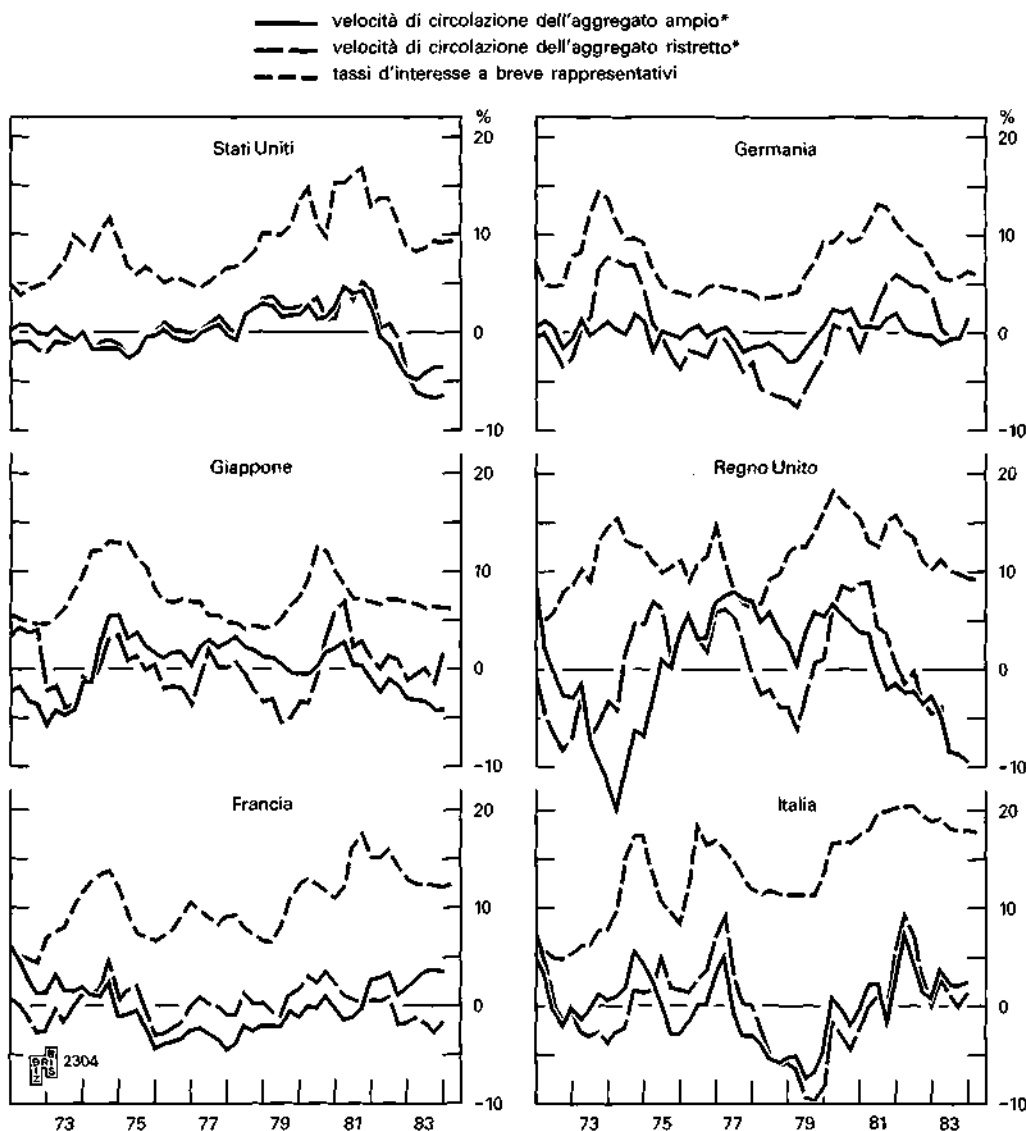 velocità di circolazione dell'aggregato ampio*
velocità di circolazione dell'aggregato ristretto*
tassi d'interesse a breve rappresentativi
% %
Stati Uniti Germania
20 20
10 10
0 0
-10 -10
Giappone Regno Unito
20 20
10 10
0 0
-10 -10
Francia Italia
20 20
10 10
0 0
BRI BIS BIZ 2304
-10 -10
73 75 77 79 81 83 73 75 77 79 81 83